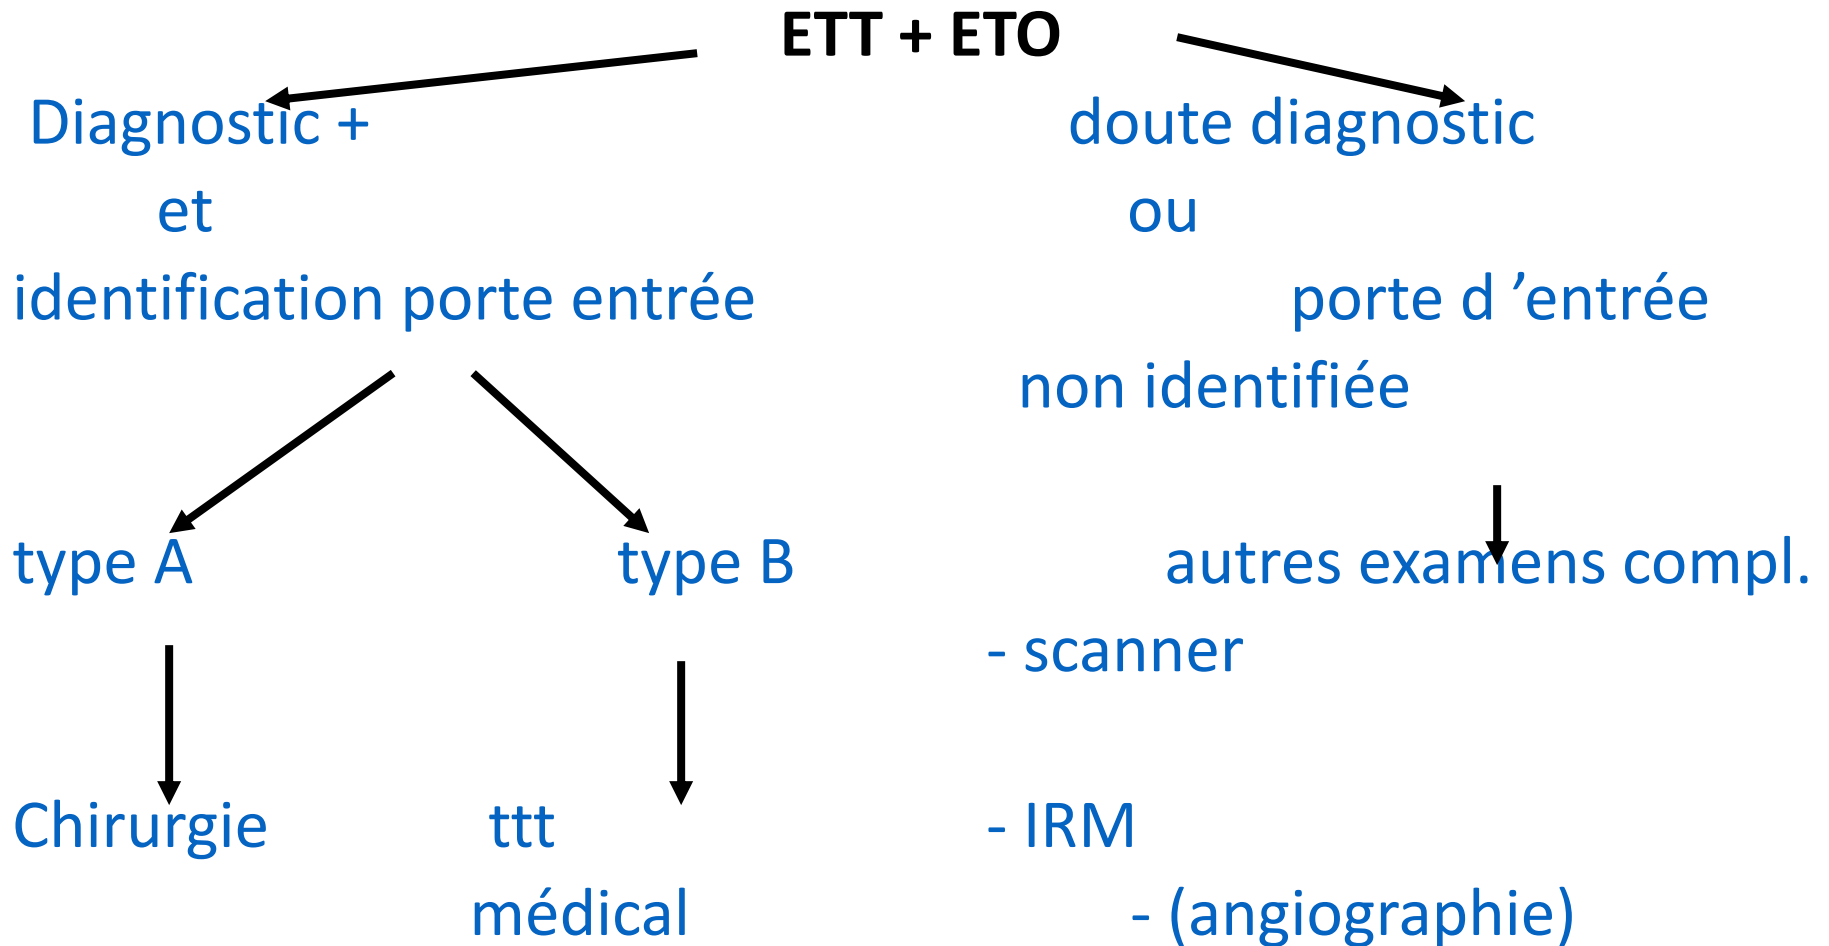 ETT + ETO
Diagnostic +
et
identification porte entrée
doute diagnostic
ou
porte d ’entrée
non identifiée
type A
type B
autres examens compl.
- scanner
Chirurgie
ttt
médical
- IRM
- (angiographie)